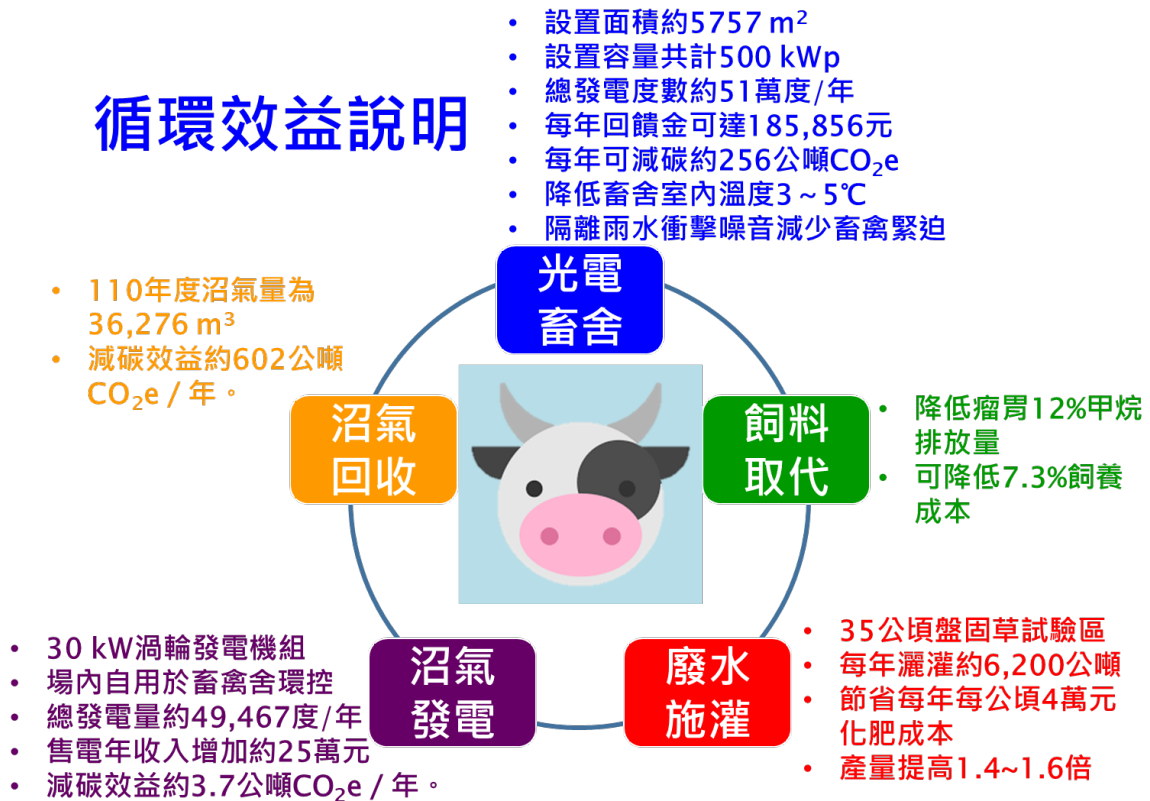 循環效益說明
• 設置面積約5757 m²
• 設置容量共計500 kWp
• 總發電度數約51萬度/年
• 每年回饋金可達185,856元
• 每年可減碳約256公噸CO₂e
• 降低畜舍室內溫度3 ~ 5℃
• 隔離雨水衝擊噪音減少畜禽緊迫
光電
畜舍
• 110年度沼氣量為
36,276 m³
• 減碳效益約602公噸
CO₂e / 年。
沼氣
回收
飼料
取代
• 降低瘤胃12%甲烷
排放量
• 可降低7.3%飼養
成本
• 30 kW渦輪發電機組
• 場內自用於畜禽舍環控
• 總發電量約49,467度/年
• 售電年收入增加約25萬元
• 減碳效益約3.7公噸CO₂e / 年。
沼氣
發電
廢水
施灌
• 35公頃盤固草試驗區
• 每年灑灌約6,200公噸
• 節省每年每公頃4萬元
化肥成本
• 產量提高1.4~1.6倍